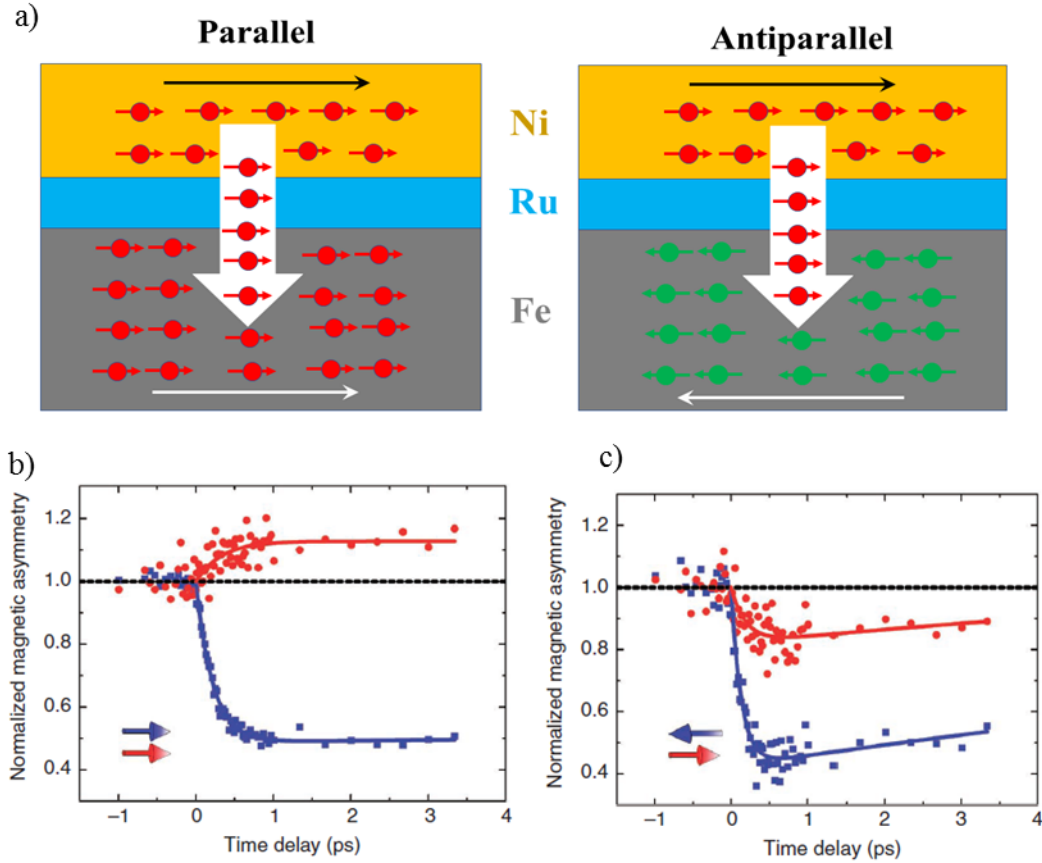 a)
Parallel
Antiparallel
Ni
Ru
Fe
b)
Normalized magnetic asymmetry
1.2
1.0
0.8
0.6
0.4
−1
0
1
2
3
4
Time delay (ps)
c)
Normalized magnetic asymmetry
1.2
1.0
0.8
0.6
0.4
−1
0
1
2
3
4
Time delay (ps)